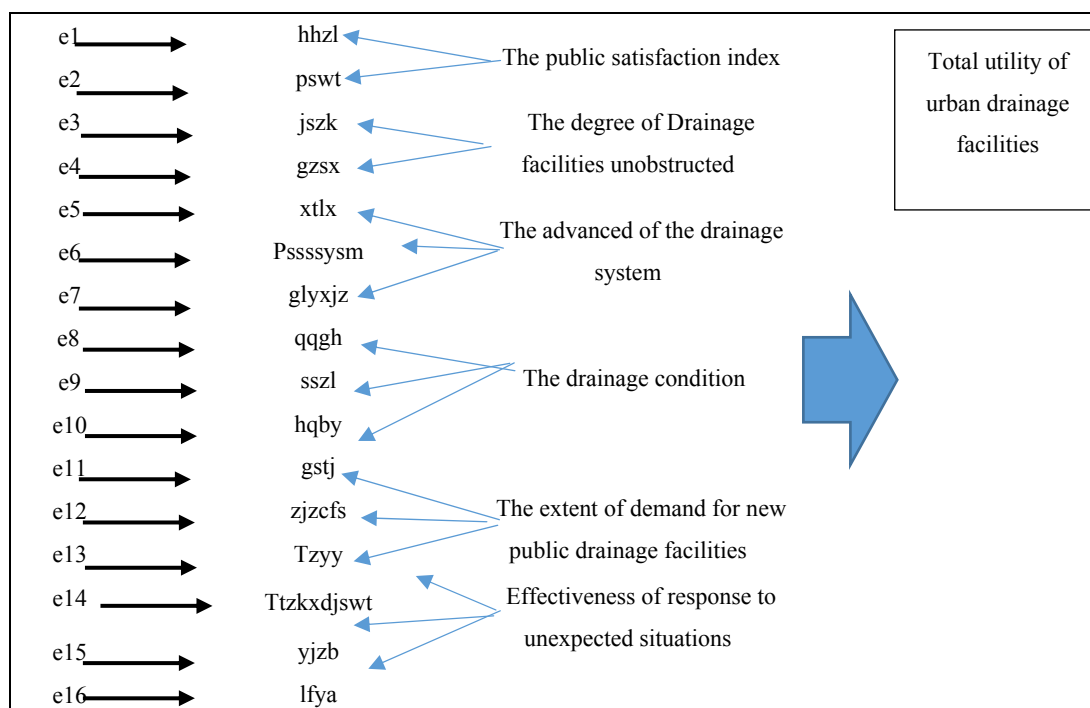 e1
hhzl
e2
pswt
The public satisfaction index
e3
jszk
e4
gzsx
The degree of Drainage
facilities unobstructed
e5
xtlx
e6
Pssssysm
e7
glyxjz
The advanced of the drainage
system
e8
qqgh
e9
sszl
e10
hqby
The drainage condition
e11
gstj
e12
zjzcfs
e13
Tzyy
The extent of demand for new
public drainage facilities
e14
Ttzkxdjswt
e15
yjzb
e16
lfya
Effectiveness of response to
unexpected situations
Total utility of
urban drainage
facilities